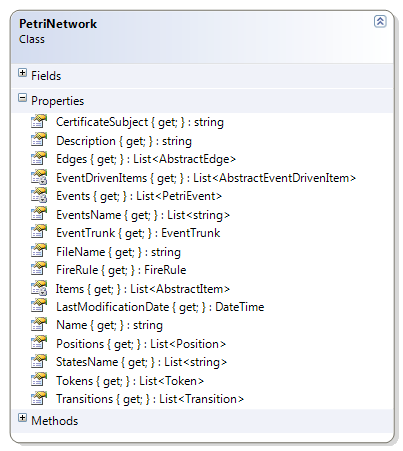 PetriNetwork
Class
Fields
Properties
CertificateSubject { get; } : string
Description { get; } : string
Edges { get; } : List<AbstractEdge>
EventDrivenItems { get; } : List<AbstractEventDrivenItem>
Events { get; } : List<PetriEvent>
EventsName { get; } : List<string>
EventTrunk { get; } : EventTrunk
FileName { get; } : string
FireRule { get; } : FireRule
Items { get; } : List<AbstractItem>
LastModificationDate { get; } : DateTime
Name { get; } : string
Positions { get; } : List<Position>
StatesName { get; } : List<string>
Tokens { get; } : List<Token>
Transitions { get; } : List<Transition>
Methods